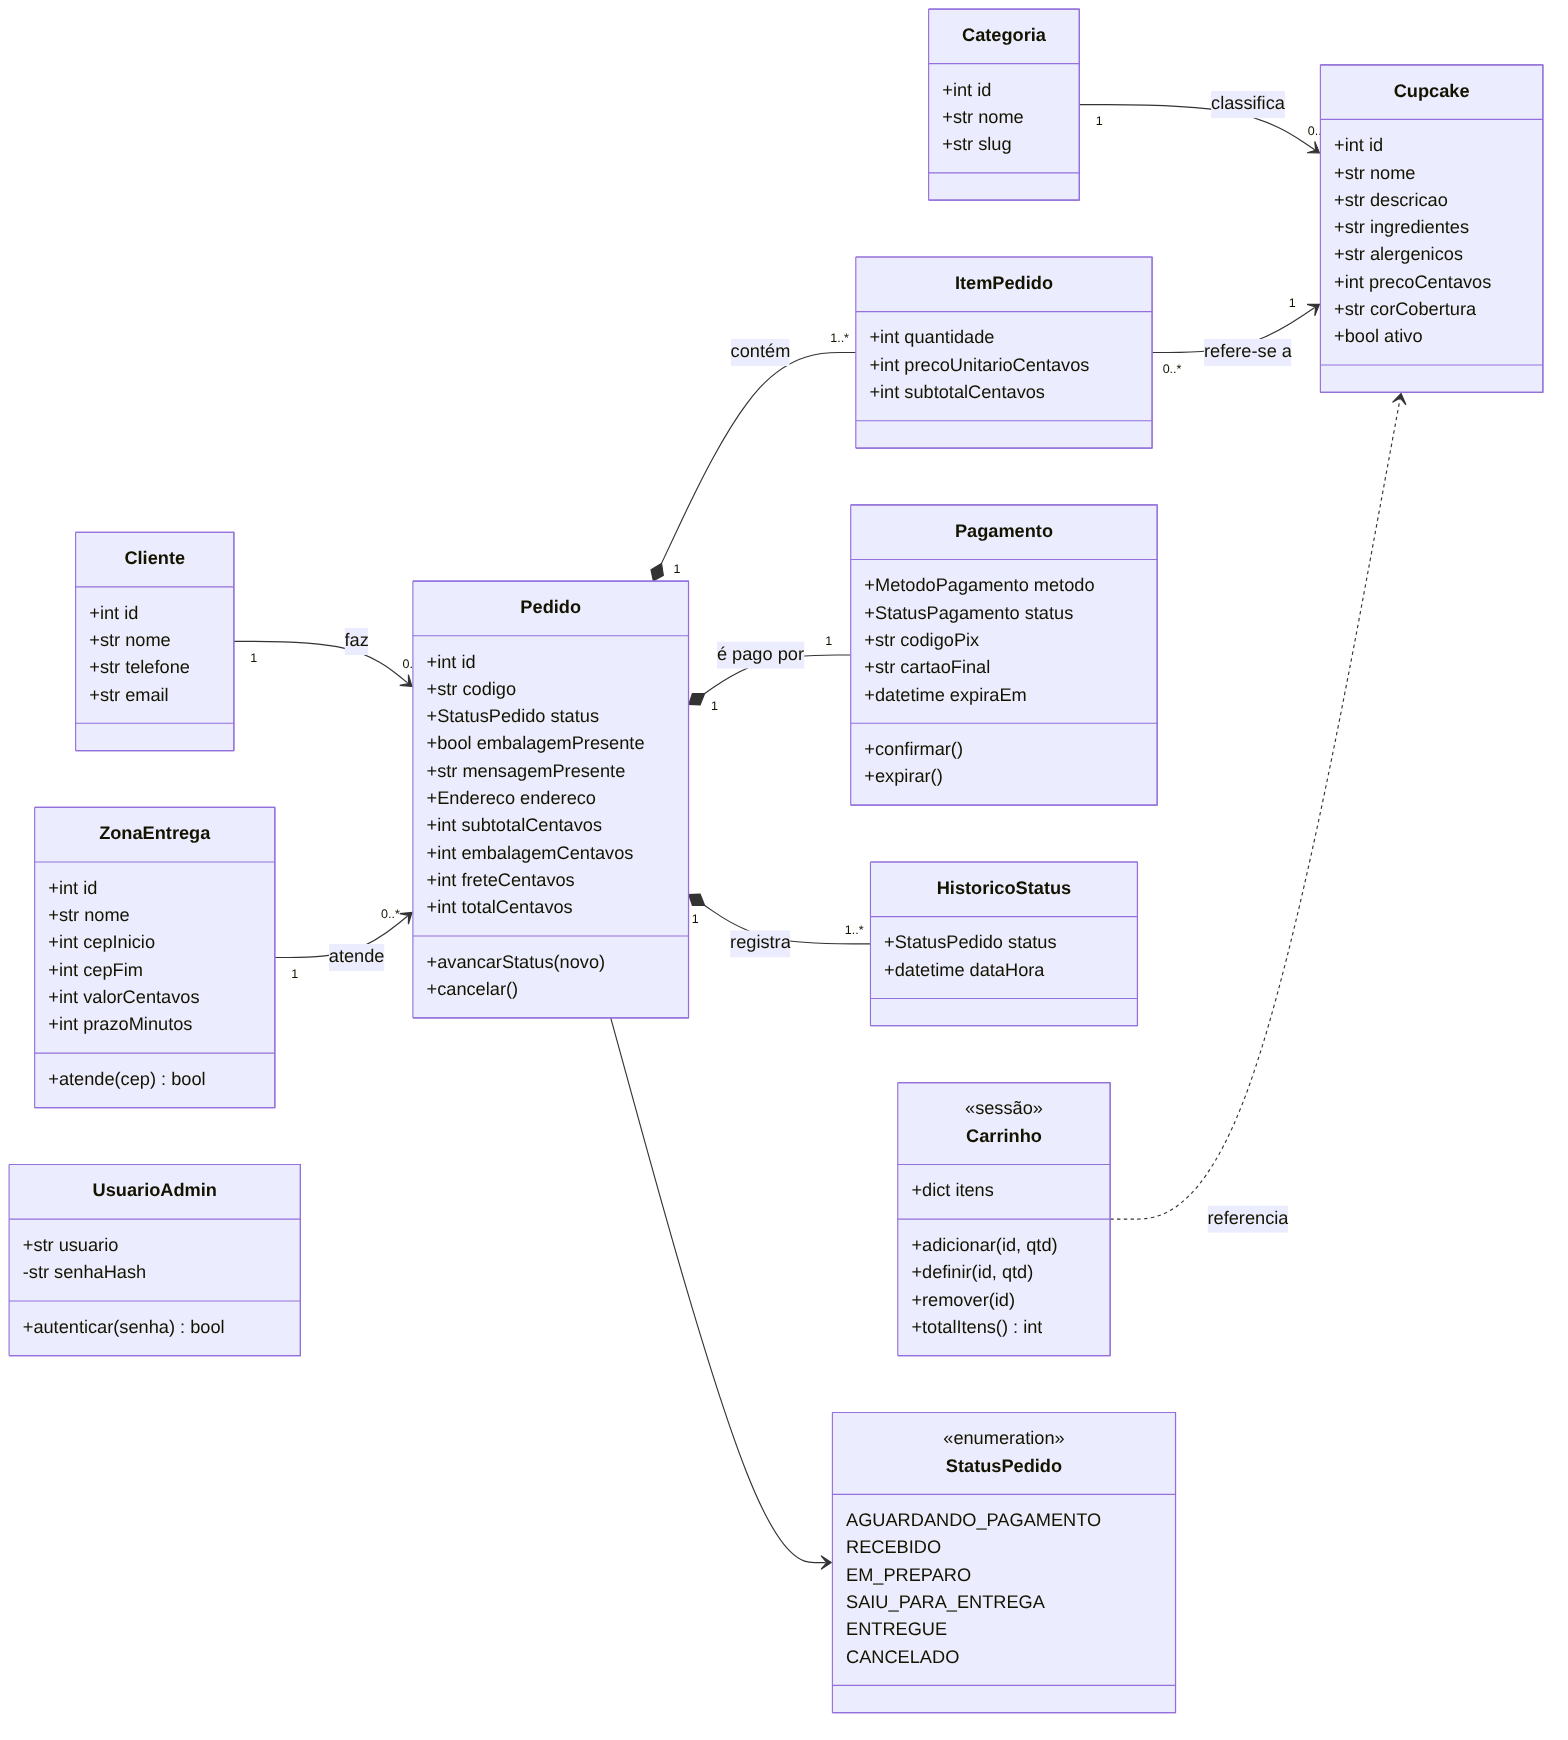 Categoria
+int id
+str nome
+str slug
classifica
1
0..
Cupcake
+int id
+str nome
+str descricao
+str ingredientes
+str alergenicos
+int precoCentavos
+str corCobertura
+bool ativo
ItemPedido
+int quantidade
+int precoUnitarioCentavos
+int subtotalCentavos
contém
1..*
1
refere-se a
0..*
1
Pagamento
+MetodoPagamento metodo
+StatusPagamento status
+str codigoPix
+str cartaoFinal
+datetime expiraEm
+confirmar()
+expirar()
é pago por
1
1
Cliente
+int id
+str nome
+str telefone
+str email
faz
1
0..
Pedido
+int id
+str codigo
+StatusPedido status
+bool embalagemPresente
+str mensagemPresente
+Endereco endereco
+int subtotalCentavos
+int embalagemCentavos
+int freteCentavos
+int totalCentavos
+avancarStatus(novo)
+cancelar()
ZonaEntrega
+int id
+str nome
+int cepInicio
+int cepFim
+int valorCentavos
+int prazoMinutos
+atende(cep) : bool
atende
1
0..*
HistoricoStatus
+StatusPedido status
+datetime dataHora
registra
1
1..*
UsuarioAdmin
+str usuario
-str senhaHash
+autenticar(senha) : bool
«sessão»
Carrinho
+dict itens
+adicionar(id, qtd)
+definir(id, qtd)
+remover(id)
+totalItens() : int
referencia
«enumeration»
StatusPedido
AGUARDANDO_PAGAMENTO
RECEBIDO
EM_PREPARO
SAIU_PARA_ENTREGA
ENTREGUE
CANCELADO